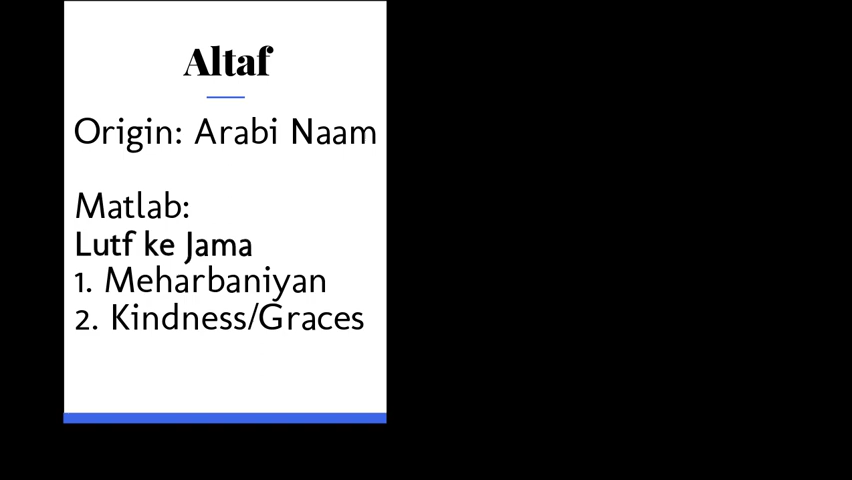 Altaf
Origin: Arabi Naam
Matlab:
Lutf ke Jama
1. Meharbaniyan
2. Kindness/Graces